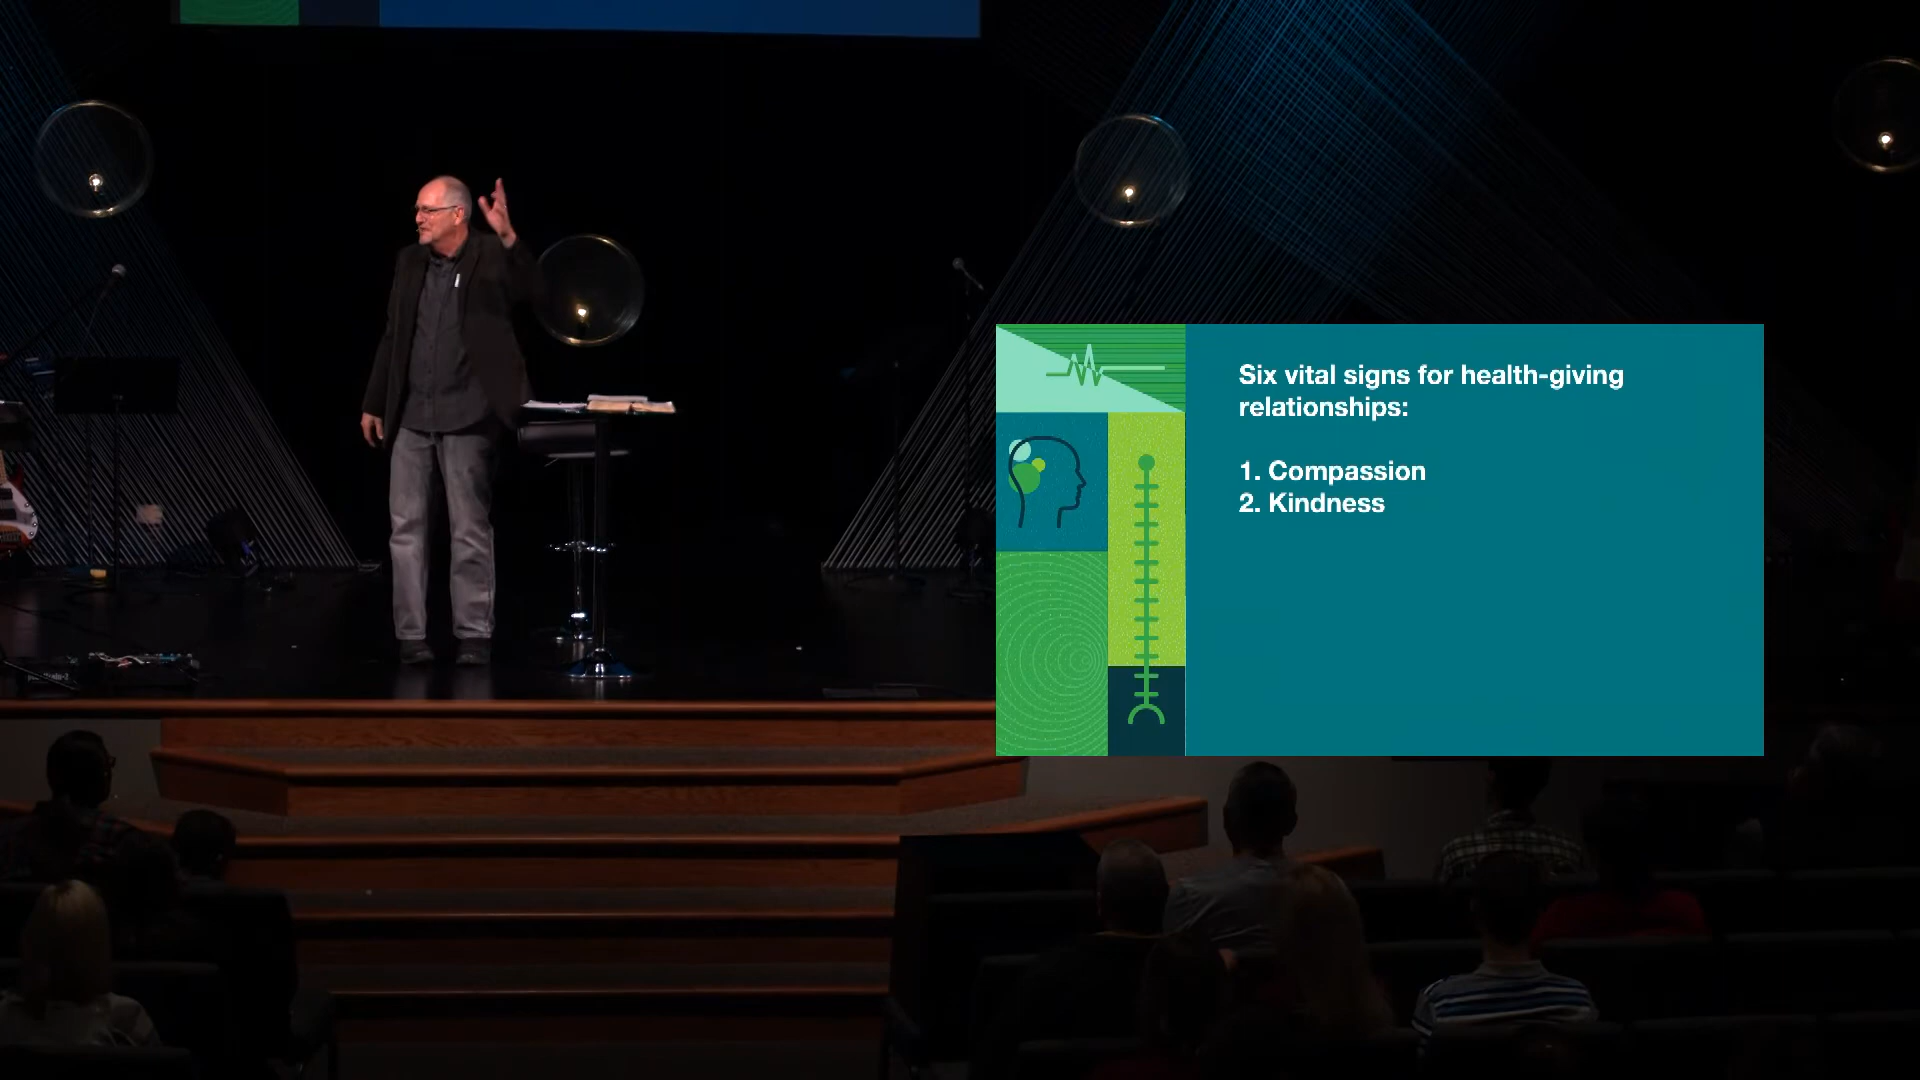 Six vital signs for health-giving
relationships:
1. Compassion
2. Kindness